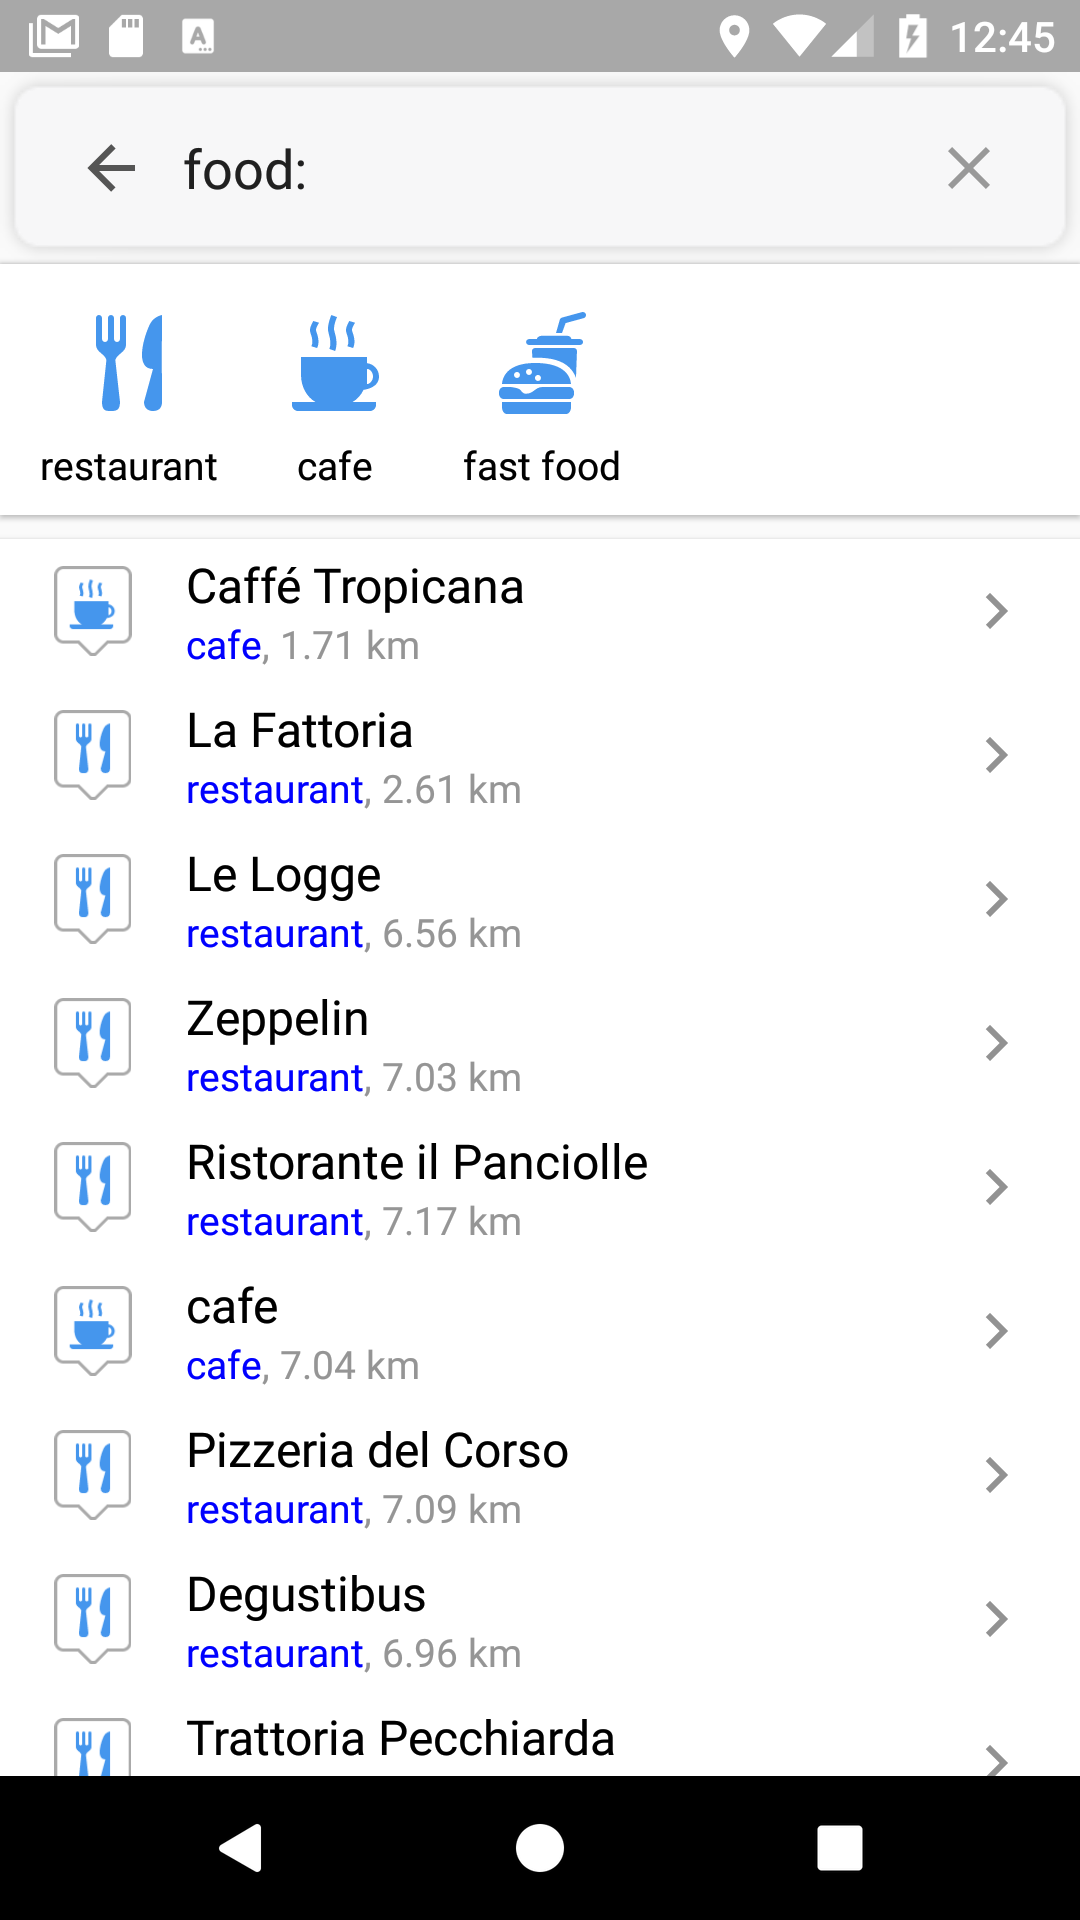 12:45
food:
restaurant
cafe
fast food
Caffé Tropicana
cafe, 1.71 km
La Fattoria
restaurant, 2.61 km
Le Logge
restaurant, 6.56 km
Zeppelin
restaurant, 7.03 km
Ristorante il Panciolle
restaurant, 7.17 km
cafe
cafe, 7.04 km
Pizzeria del Corso
restaurant, 7.09 km
Degustibus
restaurant, 6.96 km
Trattoria Pecchiarda